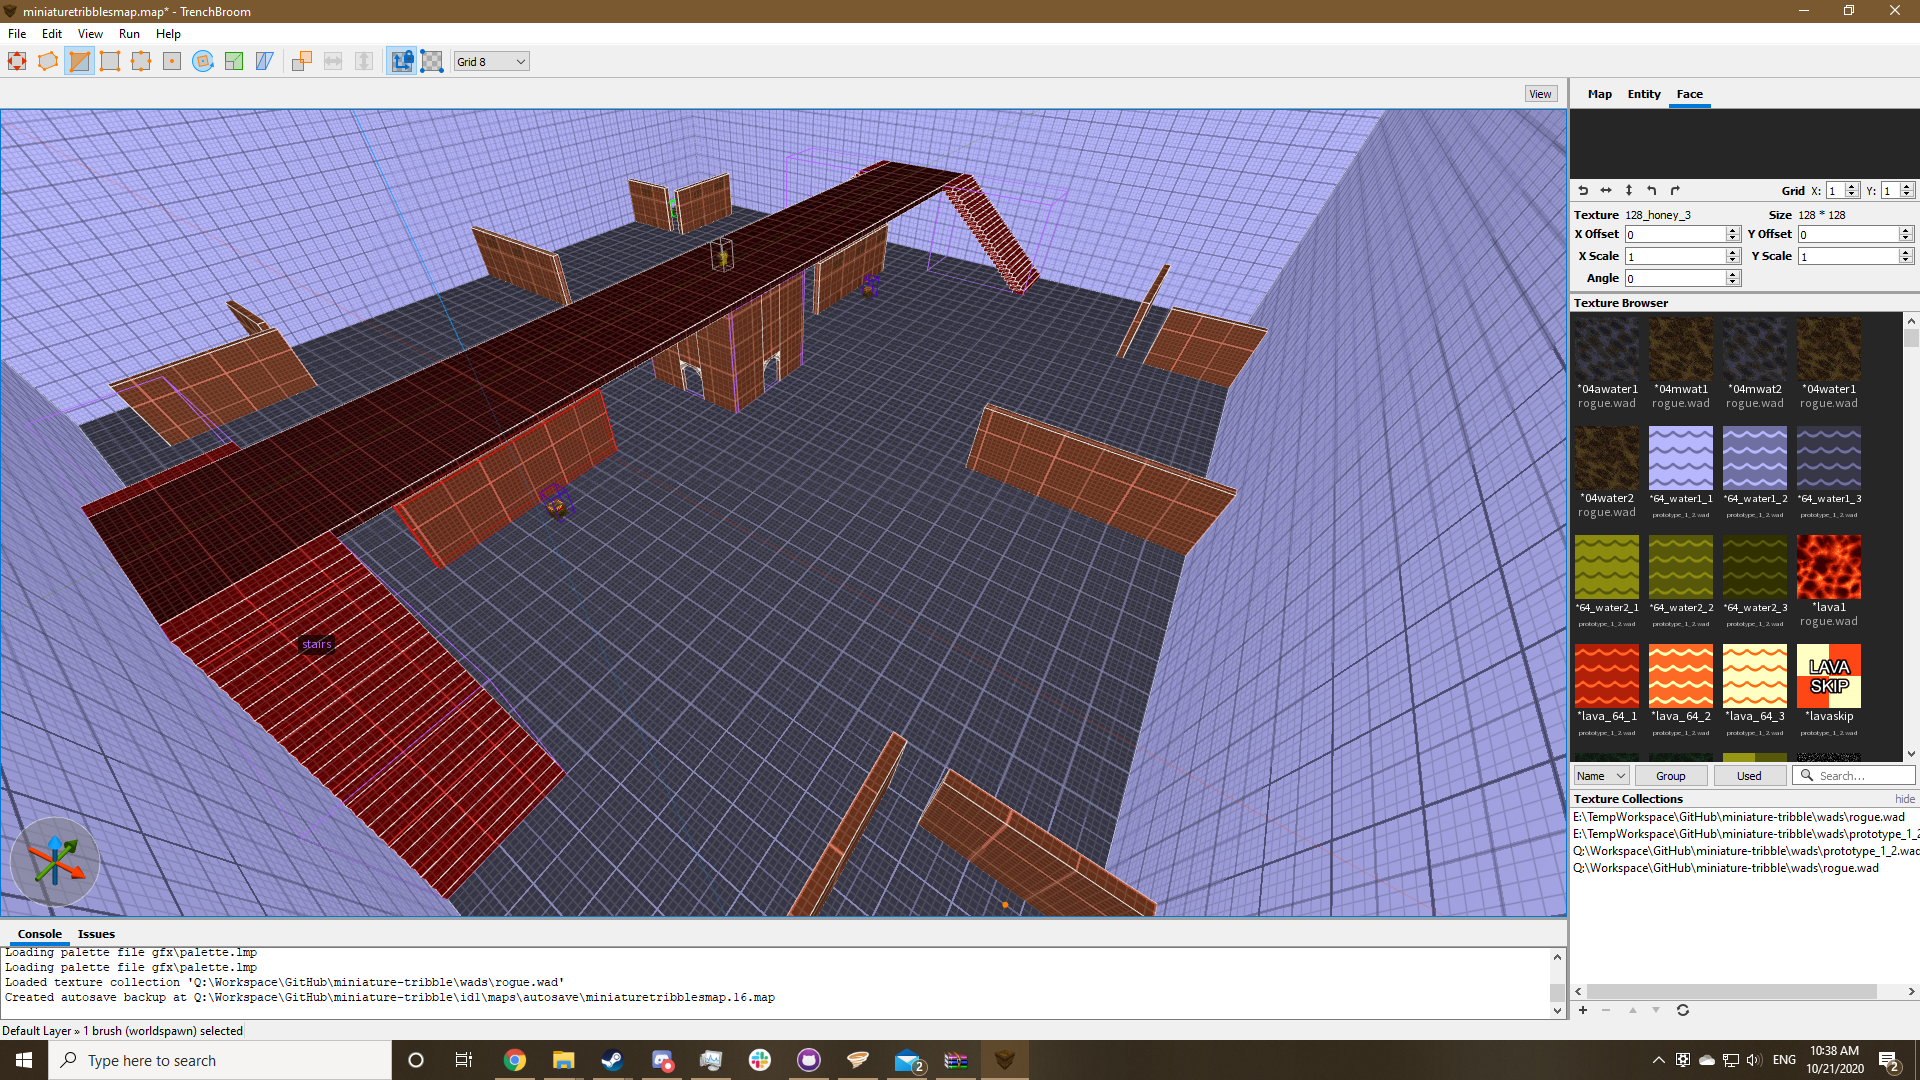 miniaturetribblesmap.map* - TrenchBroom
File Edit View Run Help
Grid 8
View
Map Entity Face
Grid X: 1 Y: 1
Texture 128_honey_3 Size 128 * 128
X Offset 0 Y Offset 0
X Scale 1 Y Scale 1
Angle 0
Texture Browser
*04awater1 *04mwat1 *04mwat2 *04water1
rogue.wad rogue.wad rogue.wad rogue.wad
*04water2 *64_water1_1 *64_water1_2 *64_water1_3
rogue.wad prototype_1_2.wad prototype_1_2.wad prototype_1_2.wad
*64_water2_1 *64_water2_2 *64_water2_3 *lava1
prototype_1_2.wad prototype_1_2.wad prototype_1_2.wad rogue.wad
LAVA
SKIP
*lava_64_1 *lava_64_2 *lava_64_3 *lavaskip
prototype_1_2.wad prototype_1_2.wad prototype_1_2.wad prototype_1_2.wad
Name Group Used Search...
Texture Collections hide
E:\TempWorkspace\GitHub\miniature-tribble\wads\rogue.wad
E:\TempWorkspace\GitHub\miniature-tribble\wads\prototype_1_2
Q:\Workspace\GitHub\miniature-tribble\wads\prototype_1_2.wad
Q:\Workspace\GitHub\miniature-tribble\wads\rogue.wad
stairs
Console Issues
Loading palette file gfx\palette.lmp
Loading palette file gfx\palette.lmp
Loaded texture collection 'Q:\Workspace\GitHub\miniature-tribble\wads\rogue.wad'
Created autosave backup at Q:\Workspace\GitHub\miniature-tribble\id1\maps\autosave\miniaturetribblesmap.16.map
Default Layer » 1 brush (worldspawn) selected
Type here to search
2
ENG
10:38 AM
10/21/2020
2